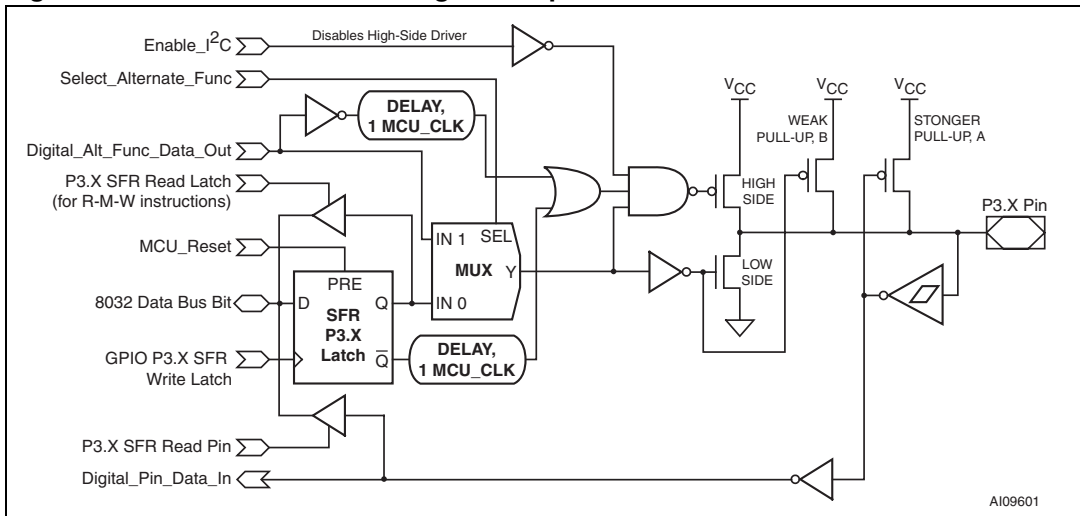 Enable_I2C
Disables High-Side Driver
Select_Alternate_Func
VCC
VCC
VCC
DELAY,
1 MCU_CLK
WEAK
PULL-UP, B
STONGER
PULL-UP, A
Digital_Alt_Func_Data_Out
P3.X SFR Read Latch
(for R-M-W instructions)
HIGH
SIDE
P3.X Pin
IN 1
SEL
MCU_Reset
MUX
Y
LOW
SIDE
PRE
8032 Data Bus Bit
D
Q
IN 0
SFR
P3.X
Latch
Q
DELAY,
1 MCU_CLK
GPIO P3.X SFR
Write Latch
P3.X SFR Read Pin
Digital_Pin_Data_In
AI09601